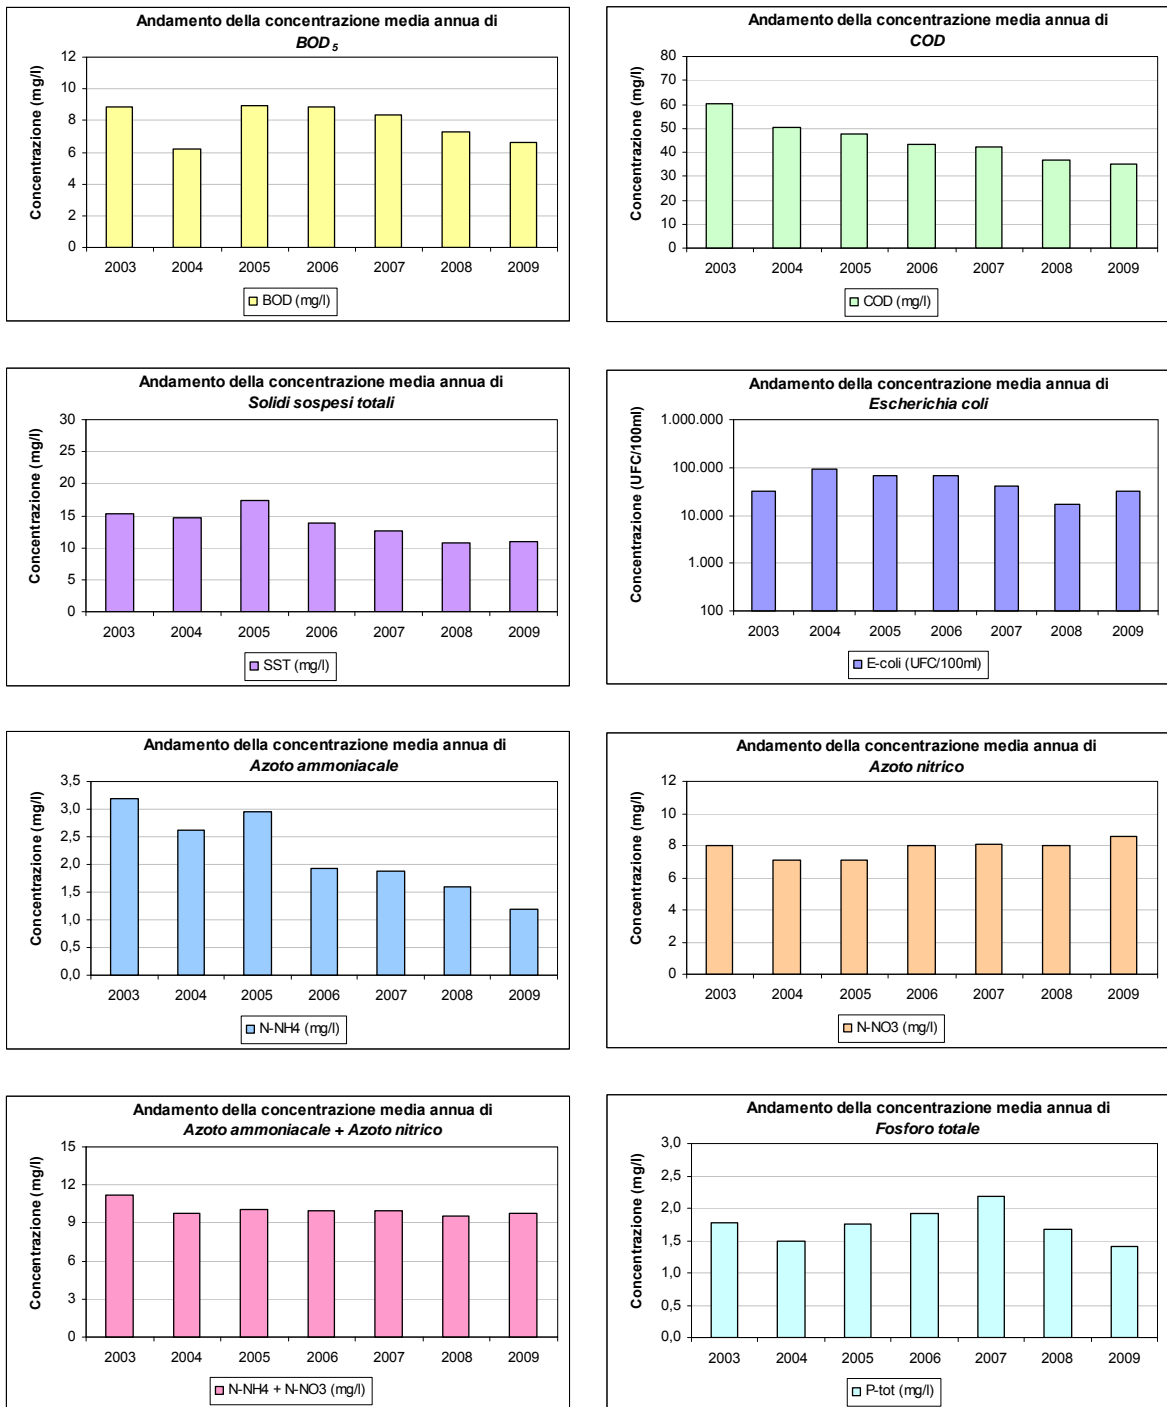 Andamento della concentrazione media annua di
BOD 5
Concentrazione (mg/l)
12
10
8
6
4
2
0
2003 2004 2005 2006 2007 2008 2009
BOD (mg/l)
Andamento della concentrazione media annua di
COD
Concentrazione (mg/l)
80
70
60
50
40
30
20
10
0
2003 2004 2005 2006 2007 2008 2009
COD (mg/l)
Andamento della concentrazione media annua di
Solidi sospesi totali
Concentrazione (mg/l)
30
25
20
15
10
5
0
2003 2004 2005 2006 2007 2008 2009
SST (mg/l)
Andamento della concentrazione media annua di
Escherichia coli
Concentrazione (UFC/100ml)
1.000.000
100.000
10.000
1.000
100
2003 2004 2005 2006 2007 2008 2009
E-coli (UFC/100ml)
Andamento della concentrazione media annua di
Azoto ammoniacale
Concentrazione (mg/l)
3,5
3,0
2,5
2,0
1,5
1,0
0,5
0,0
2003 2004 2005 2006 2007 2008 2009
N-NH4 (mg/l)
Andamento della concentrazione media annua di
Azoto nitrico
Concentrazione (mg/l)
12
10
8
6
4
2
0
2003 2004 2005 2006 2007 2008 2009
N-NO3 (mg/l)
Andamento della concentrazione media annua di
Azoto ammoniacale + Azoto nitrico
Concentrazione (mg/l)
15
12
9
6
3
0
2003 2004 2005 2006 2007 2008 2009
N-NH4 + N-NO3 (mg/l)
Andamento della concentrazione media annua di
Fosforo totale
Concentrazione (mg/l)
3,0
2,5
2,0
1,5
1,0
0,5
0,0
2003 2004 2005 2006 2007 2008 2009
P-tot (mg/l)